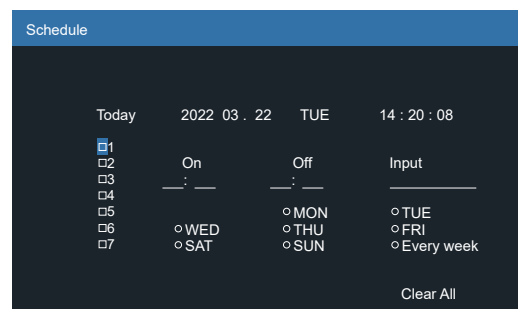 Schedule
Today 2022 03 . 22 TUE 14 : 20 : 08
□1
□2 On Off Input
□3 __: __ __: __ ________
□4
□5 ○ MON ○ TUE
□6 ○ WED ○ THU ○ FRI
□7 ○ SAT ○ SUN ○ Every week
Clear All